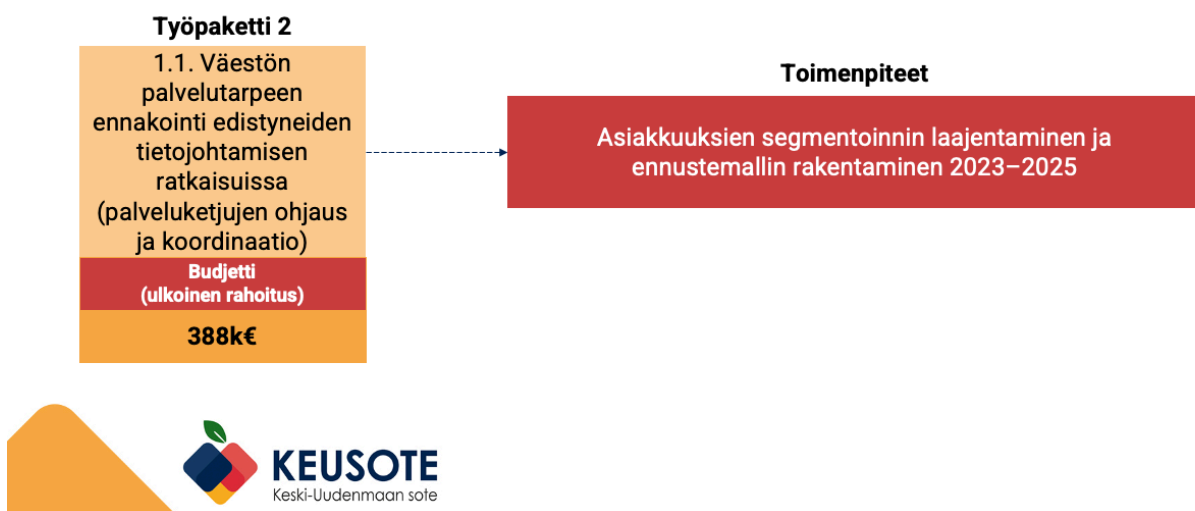 Työpaketti 2
1.1. Väestön
palvelutarpeen
ennakointi edistyneiden
tietojohtamisen
ratkaisuissa
(palveluketjujen ohjaus
ja koordinaatio)
Budjetti
(ulkoinen rahoitus)
388k€
Toimenpiteet
Asiakkuuksien segmentoinnin laajentaminen ja
ennustemallin rakentaminen 2023–2025
KEUSOTE
Keski-Uudenmaan sote